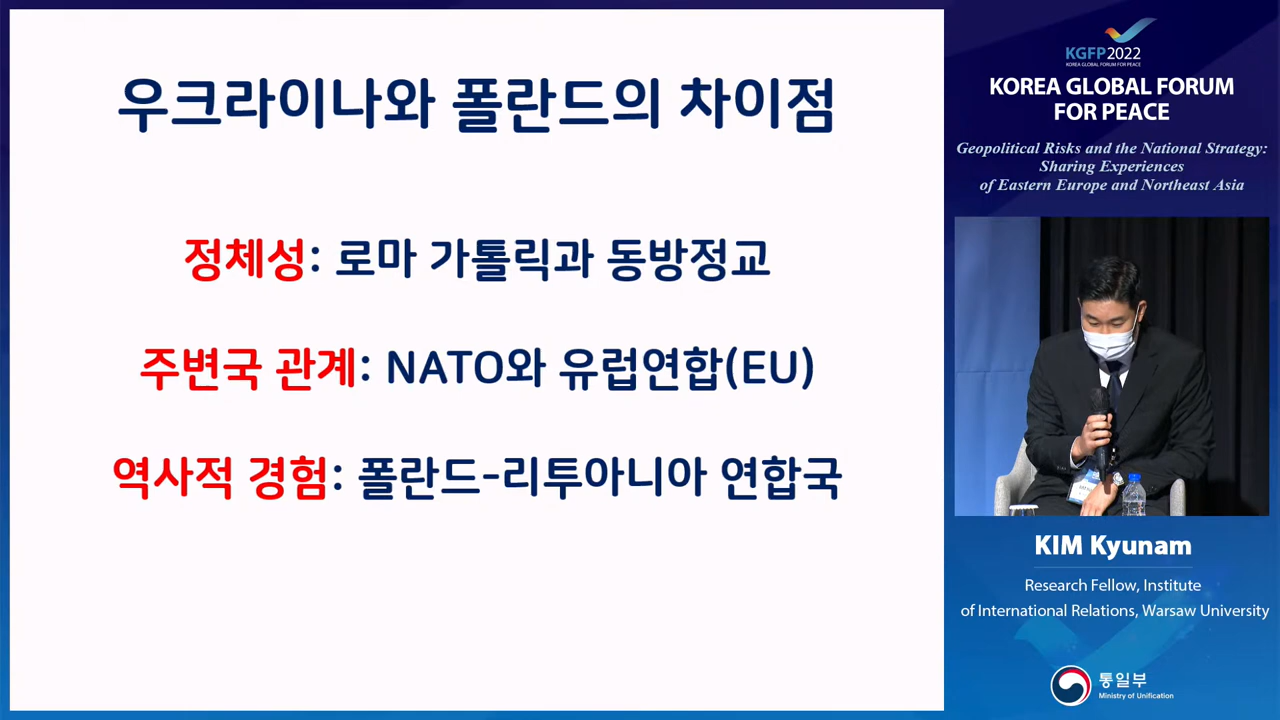 우크라이나와 폴란드의 차이점
정체성: 로마 가톨릭과 동방정교
주변국 관계: NATO와 유럽연합(EU)
역사적 경험: 폴란드-리투아니아 연합국
KGFP2022
KOREA GLOBAL FORUM FOR PEACE
KOREA GLOBAL FORUM
FOR PEACE
Geopolitical Risks and the National Strategy:
Sharing Experiences
of Eastern Europe and Northeast Asia
KIM Kyunam
Research Fellow, Institute
of International Relations, Warsaw University
통일부
Ministry of Unification